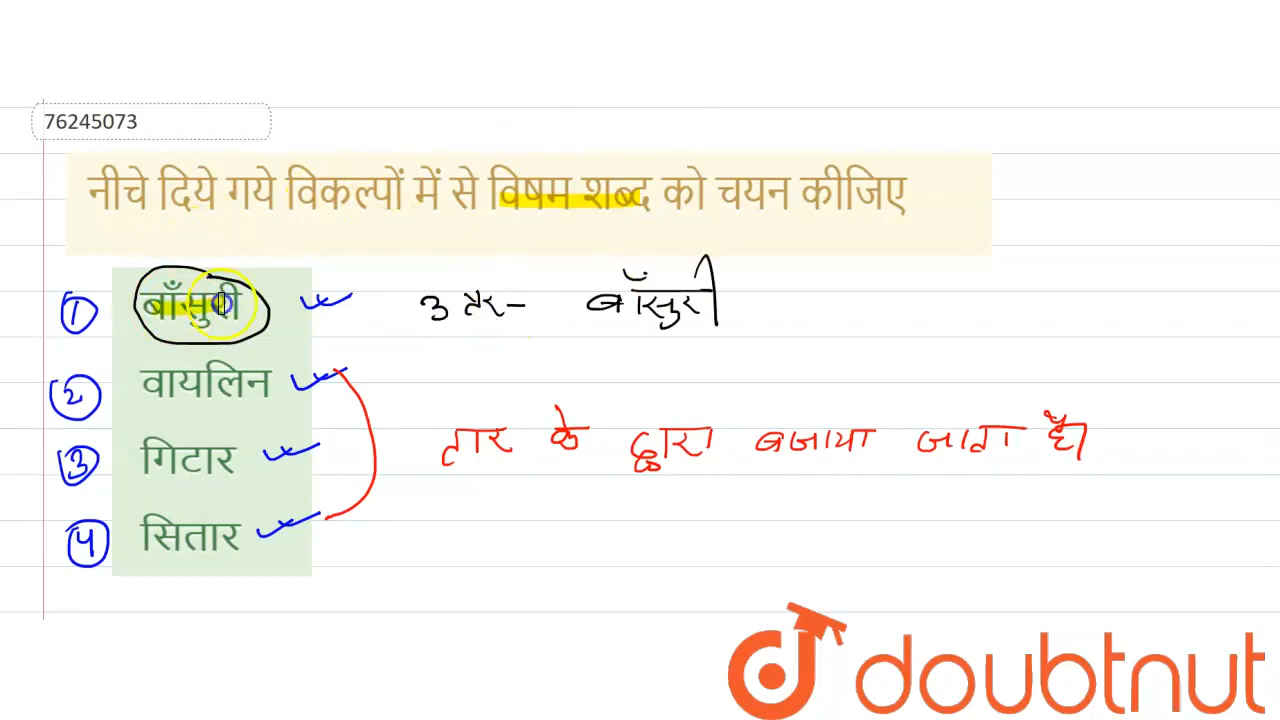 76245073
नीचे दिये गये विकल्पों में से विषम शब्द को चयन कीजिए
① बाँसुरी उत्तर- बाँसुरी
② वायलिन
③ गिटार
तार के द्वारा बजाया जाता है।
④ सितार
doubtnut